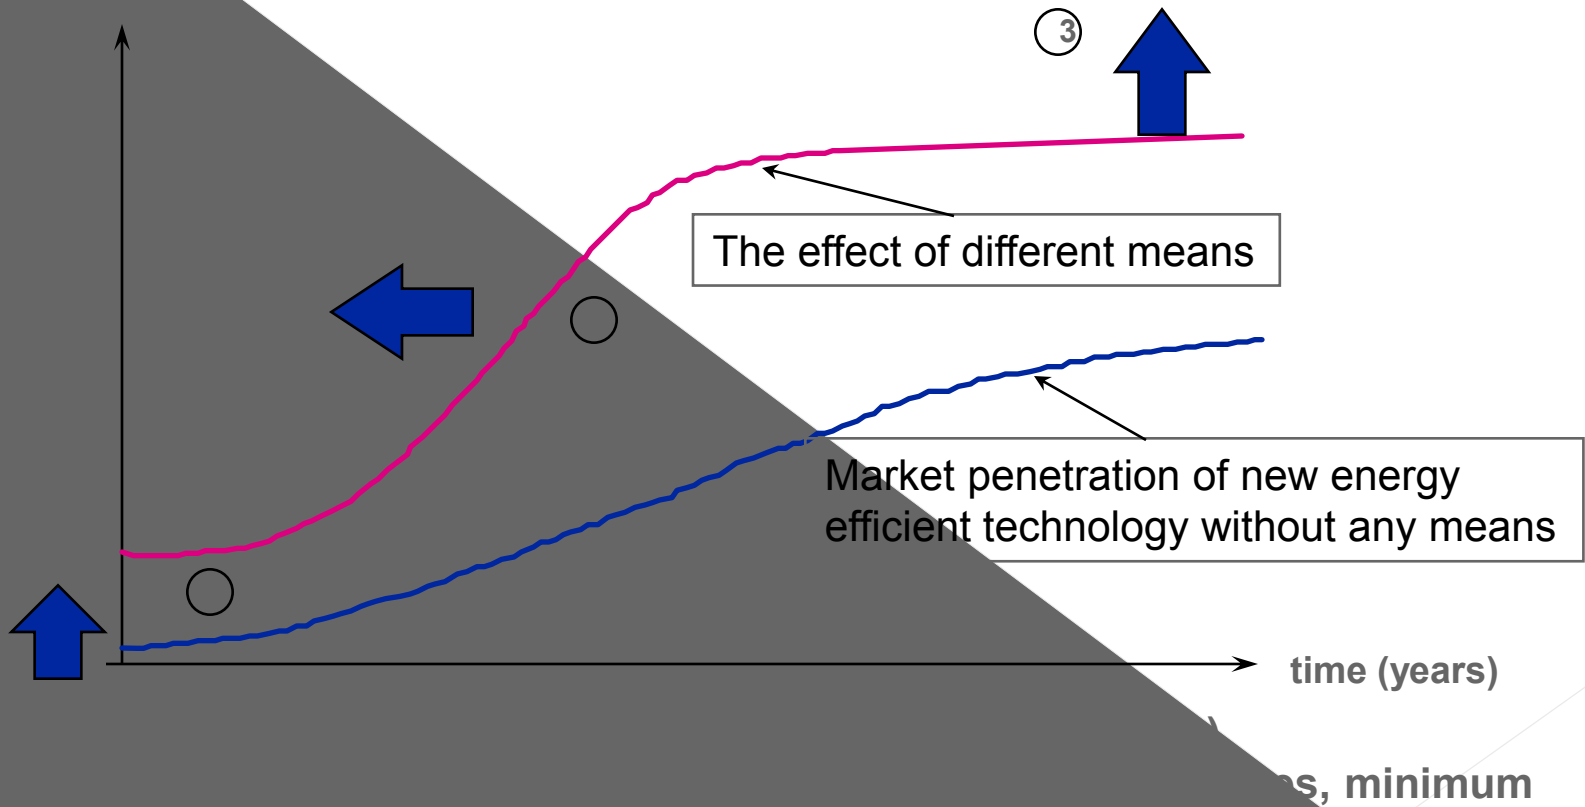 3
The effect of different means
Market penetration of new energy
efficient technology without any means
time (years)
)
minimum